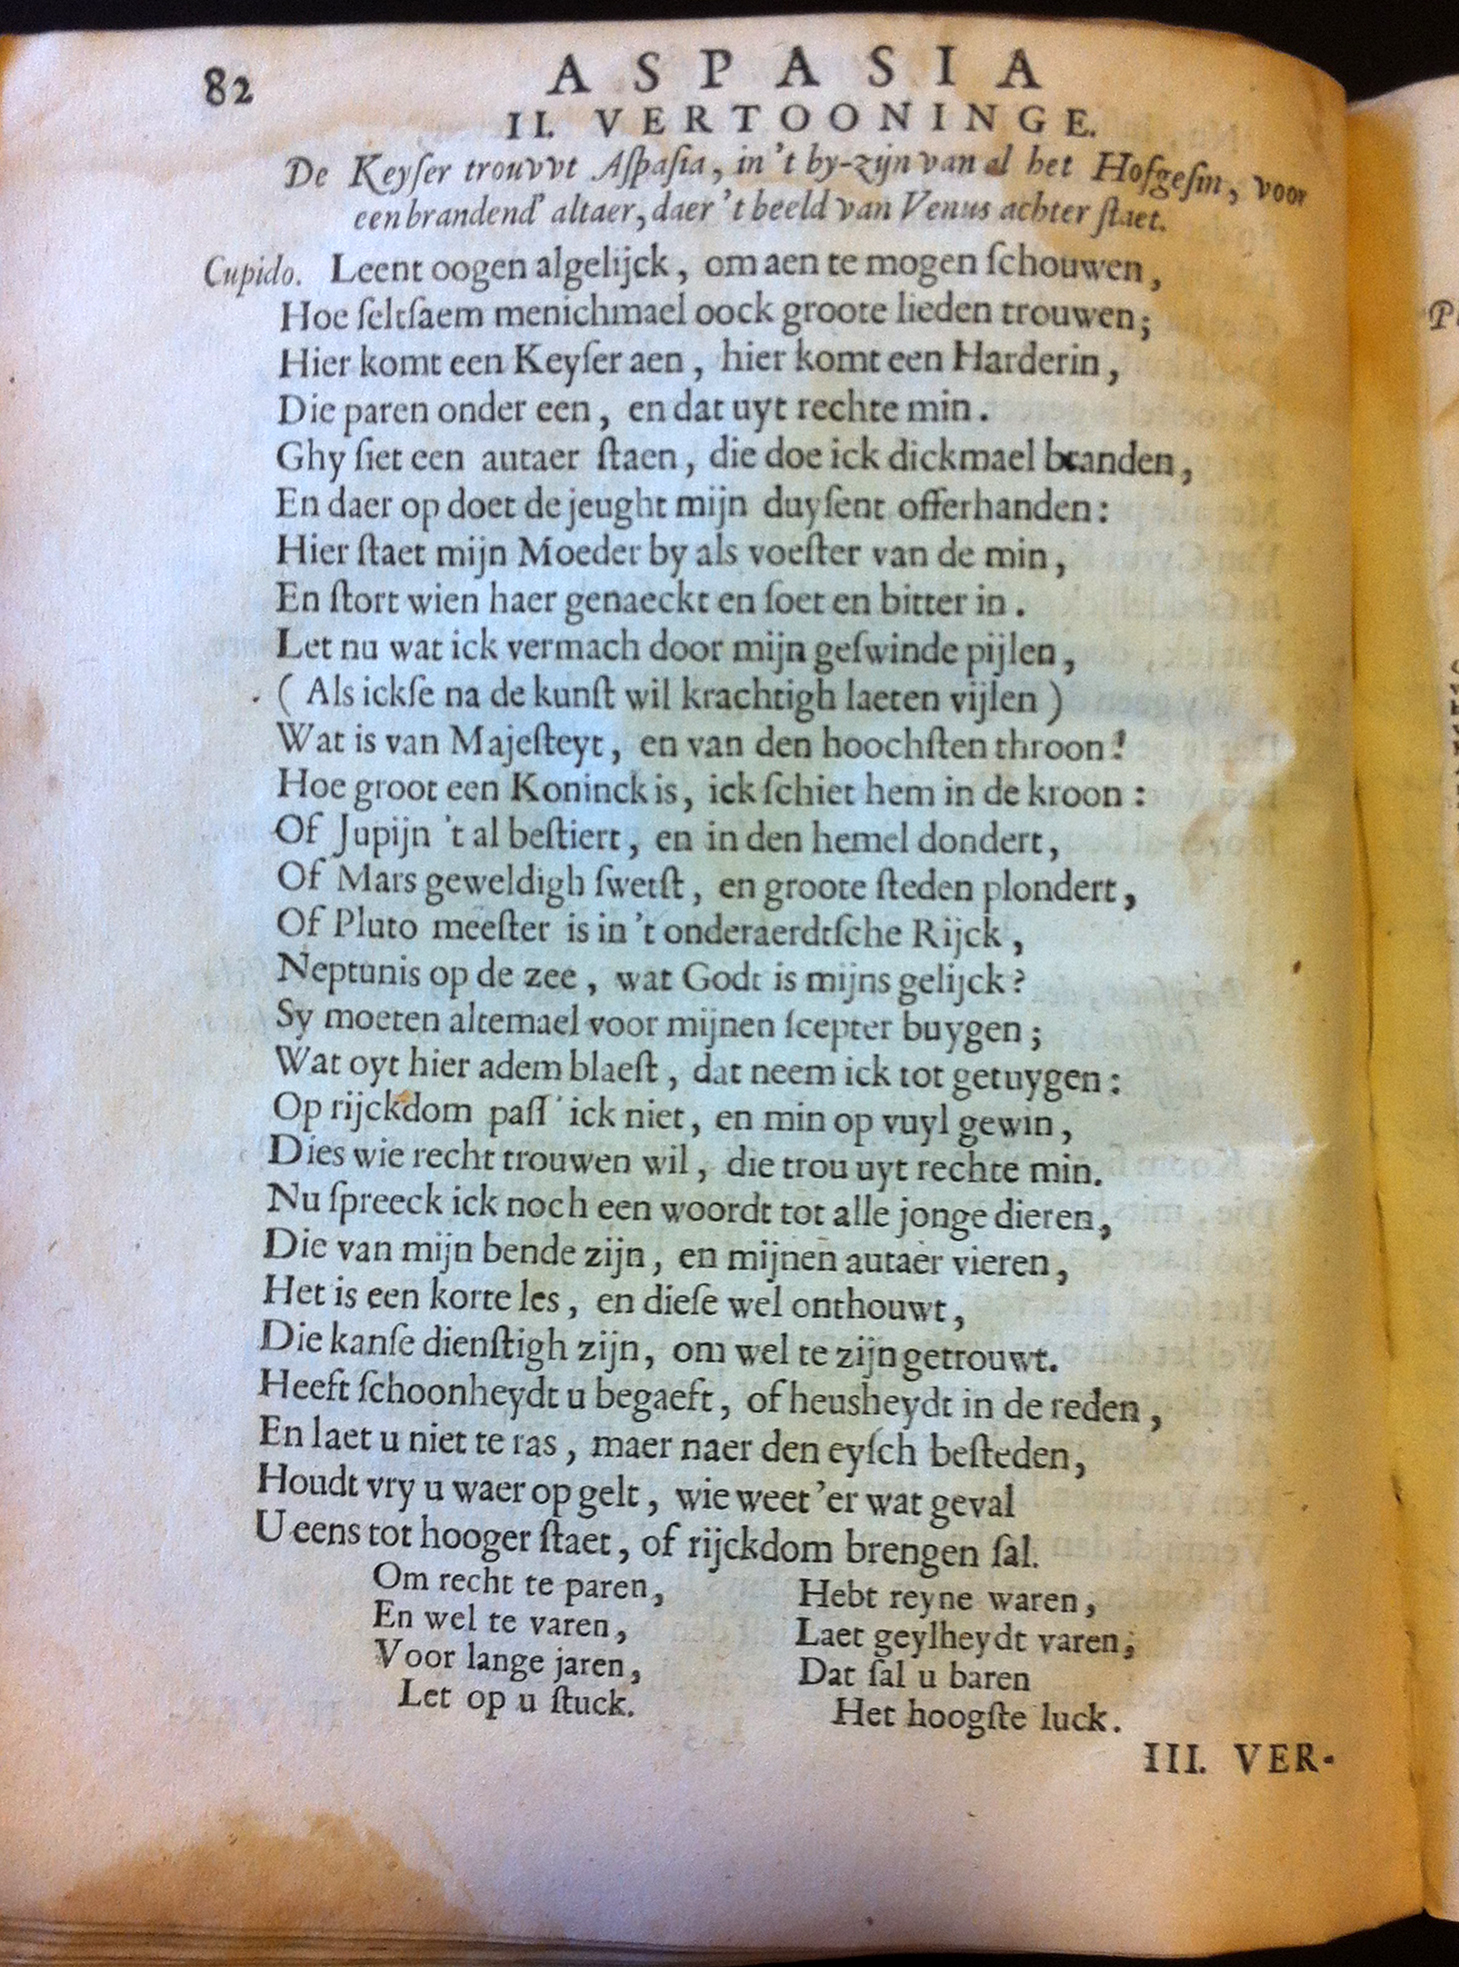 82
ASPASIA
II. VERTOONINGE.
De Keyſer trouvvt Aſpaſia, in 't by-zijn van al het Hofgeſin, voor
een brandend' altaer, daer 't beeld van Venus achter ſtaet.
Cupido. Leent oogen algelijck, om aen te mogen ſchouwen,
Hoe ſeltſaem menichmael oock groote lieden trouwen;
Hier komt een Keyſer aen, hier komt een Harderin,
Die paren onder een, en dat uyt rechte min.
Ghy ſiet een autaer ſtaen, die doe ick dickmael branden,
En daer op doet de jeught mijn duyſent offerhanden:
Hier ſtaet mijn Moeder by als voeſter van de min,
En ſtort wien haer genaeckt en ſoet en bitter in.
Let nu wat ick vermach door mijn geſwinde pijlen,
(Als ickſe na de kunſt wil krachtigh laeten vijlen)
Wat is van Majeſteyt, en van den hoochſten throon!
Hoe groot een Koninck is, ick ſchiet hem in de kroon:
Of Jupijn 't al beſtiert, en in den hemel dondert,
Of Mars geweldigh ſwetſt, en groote ſteden plondert,
Of Pluto meeſter is in 't onderaerdtſche Rijck,
Neptunis op de zee, wat Godt is mijns gelijck?
Sy moeten altemael voor mijnen ſcepter buygen;
Wat oyt hier adem blaeſt, dat neem ick tot getuygen:
Op rijckdom paſſ' ick niet, en min op vuyl gewin,
Dies wie recht trouwen wil, die trou uyt rechte min.
Nu ſpreeck ick noch een woordt tot alle jonge dieren,
Die van mijn bende zijn, en mijnen autaer vieren,
Het is een korte les, en dieſe wel onthouwt,
Die kanſe dienſtigh zijn, om wel te zijn getrouwt.
Heeft ſchoonheydt u begaeft, of heusheydt in de reden,
En laet u niet te ras, maer naer den eyſch beſteden,
Houdt vry u waer op gelt, wie weet 'er wat geval
U eens tot hooger ſtaet, of rijckdom brengen ſal.
Om recht te paren,
En wel te varen,
Voor lange jaren,
Let op u ſtuck.
Hebt reyne waren,
Laet geylheydt varen,
Dat ſal u baren
Het hoogſte luck.
III. VER-